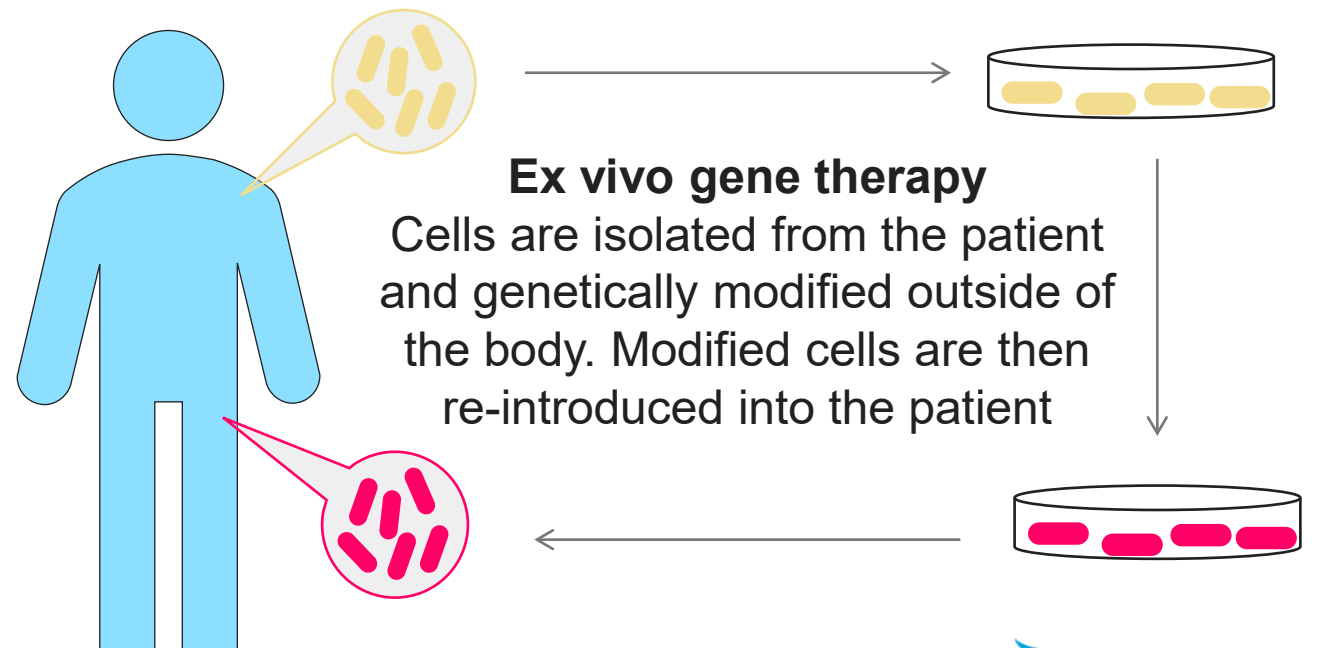 Ex vivo gene therapy
Cells are isolated from the patient
and genetically modified outside of
the body. Modified cells are then
re-introduced into the patient